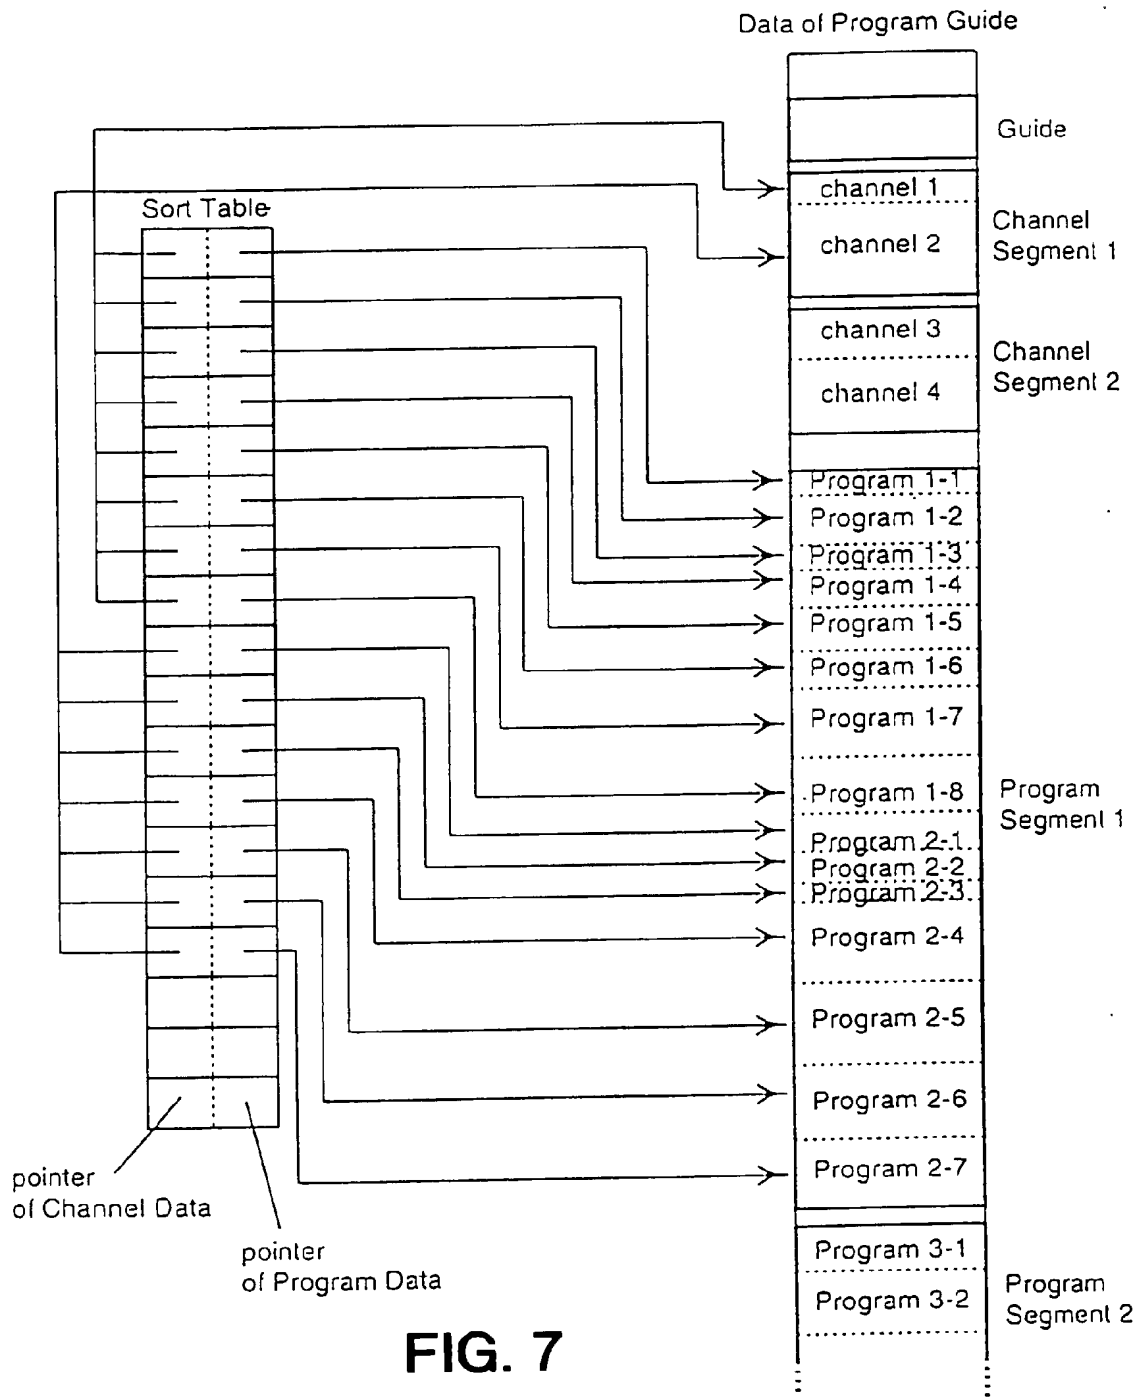 Data of Program Guide
Guide
channel 1
channel 2
Channel
Segment 1
channel 3
channel 4
Channel
Segment 2
Sort Table
Program 1-1
Program 1-2
Program 1-3
Program 1-4
Program 1-5
Program 1-6
Program 1-7
Program 1-8
Program 2-1
Program 2-2
Program 2-3
Program 2-4
Program 2-5
Program 2-6
Program 2-7
Program
Segment 1
Program 3-1
Program 3-2
Program
Segment 2
pointer
of Channel Data
pointer
of Program Data
FIG. 7